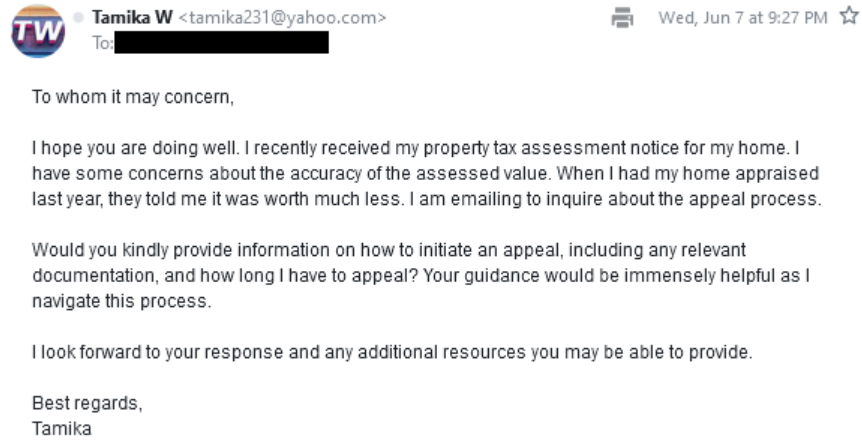 TW Tamika W <tamika231@yahoo.com> Wed, Jun 7 at 9:27 PM
To:
To whom it may concern,
I hope you are doing well. I recently received my property tax assessment notice for my home. I
have some concerns about the accuracy of the assessed value. When I had my home appraised
last year, they told me it was worth much less. I am emailing to inquire about the appeal process.
Would you kindly provide information on how to initiate an appeal, including any relevant
documentation, and how long I have to appeal? Your guidance would be immensely helpful as I
navigate this process.
I look forward to your response and any additional resources you may be able to provide.
Best regards,
Tamika